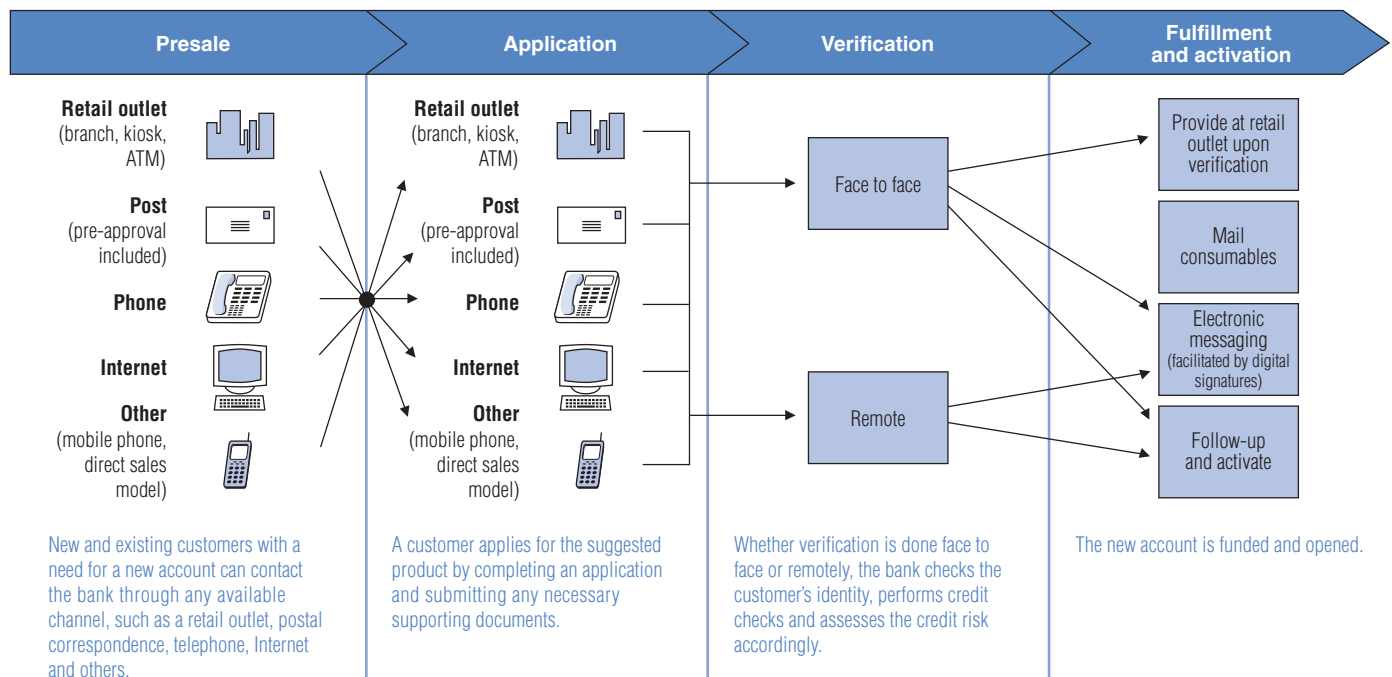 Presale
Application
Verification
Fulfillment
and activation
Retail outlet
(branch, kiosk,
ATM)
Post
(pre-approval
included)
Phone
Internet
Other
(mobile phone,
direct sales
model)
New and existing customers with a
need for a new account can contact
the bank through any available
channel, such as a retail outlet, postal
correspondence, telephone, Internet
and others.
Retail outlet
(branch, kiosk,
ATM)
Post
(pre-approval
included)
Phone
Internet
Other
(mobile phone,
direct sales
model)
A customer applies for the suggested
product by completing an application
and submitting any necessary
supporting documents.
Face to face
Remote
Whether verification is done face to
face or remotely, the bank checks the
customer's identity, performs credit
checks and assesses the credit risk
accordingly.
Provide at retail
outlet upon
verification
Mail
consumables
Electronic
messaging
(facilitated by digital
signatures)
Follow-up
and activate
The new account is funded and opened.